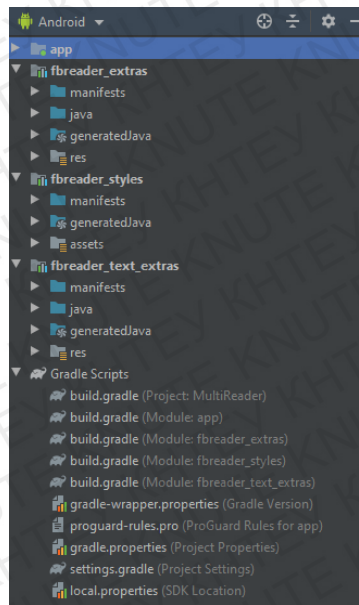 Android
app
fbreader_extras
manifests
java
generatedJava
res
fbreader_styles
manifests
generatedJava
assets
fbreader_text_extras
manifests
java
generatedJava
res
Gradle Scripts
build.gradle (Project: MultiReader)
build.gradle (Module: app)
build.gradle (Module: fbreader_extras)
build.gradle (Module: fbreader_styles)
build.gradle (Module: fbreader_text_extras)
gradle-wrapper.properties (Gradle Version)
proguard-rules.pro (ProGuard Rules for app)
gradle.properties (Project Properties)
settings.gradle (Project Settings)
local.properties (SDK Location)